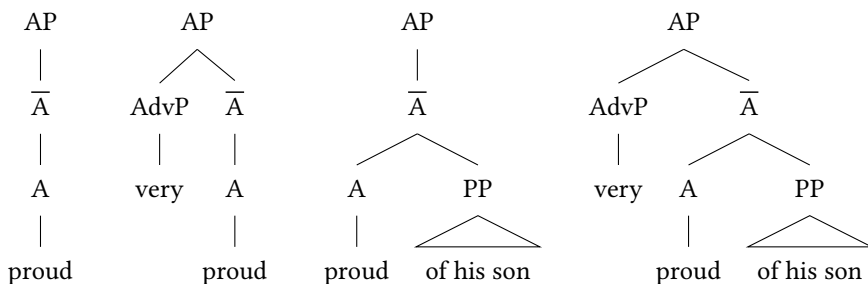 AP AP AP AP
A̅ AdvP A̅ A̅ AdvP A̅
A very A A PP very A PP
proud proud proud of his son proud of his son